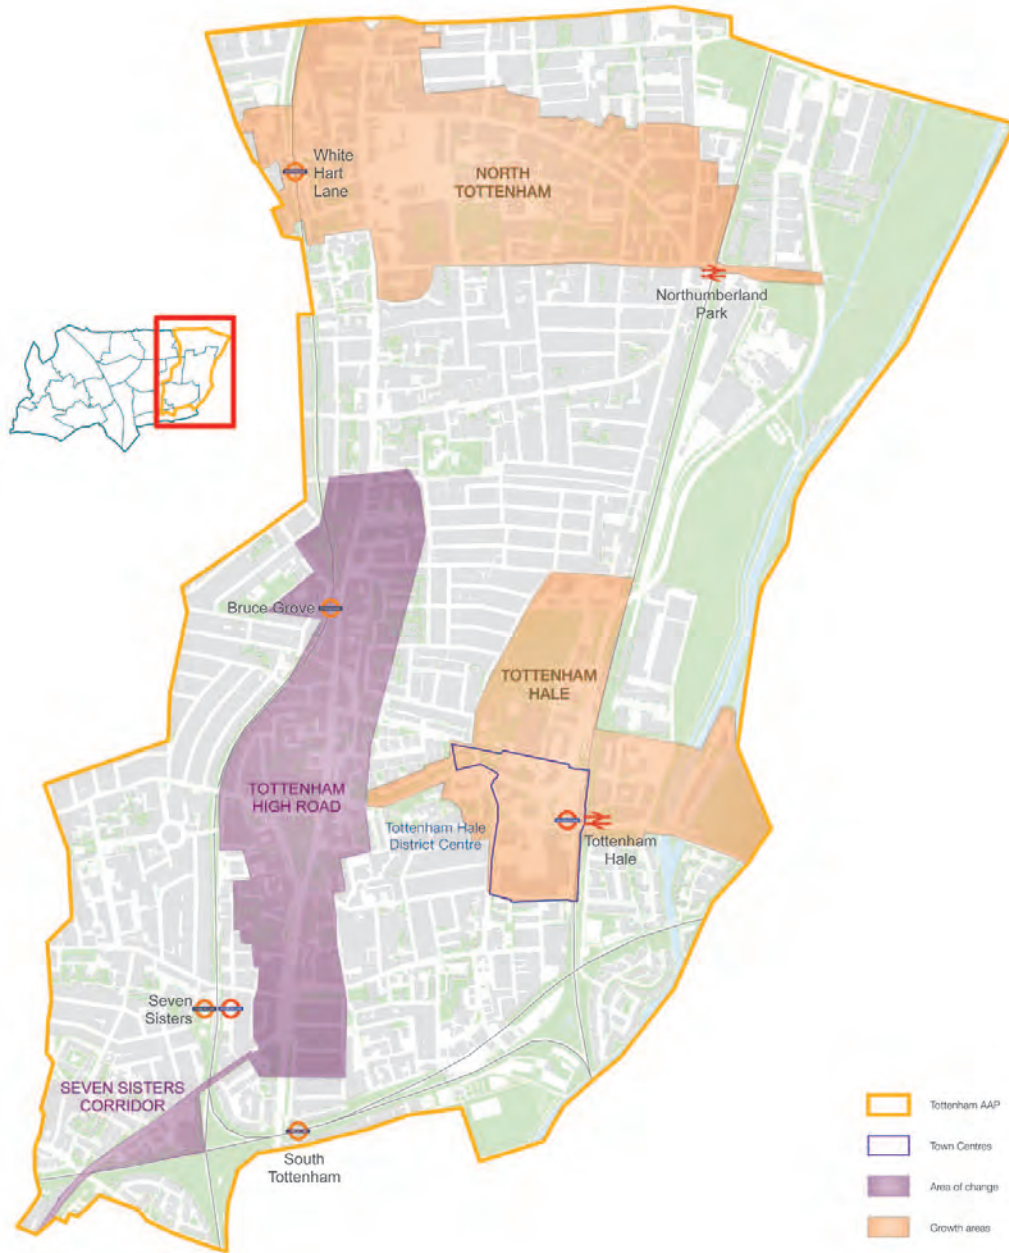 White
Hart
Lane
NORTH
TOTTENHAM
Northumberland
Park
Bruce Grove
TOTTENHAM
HALE
TOTTENHAM
HIGH ROAD
Tottenham Hale
District Centre
Tottenham
Hale
Seven
Sisters
SEVEN SISTERS
CORRIDOR
South
Tottenham
Tottenham AAP
Town Centres
Area of change
Growth areas